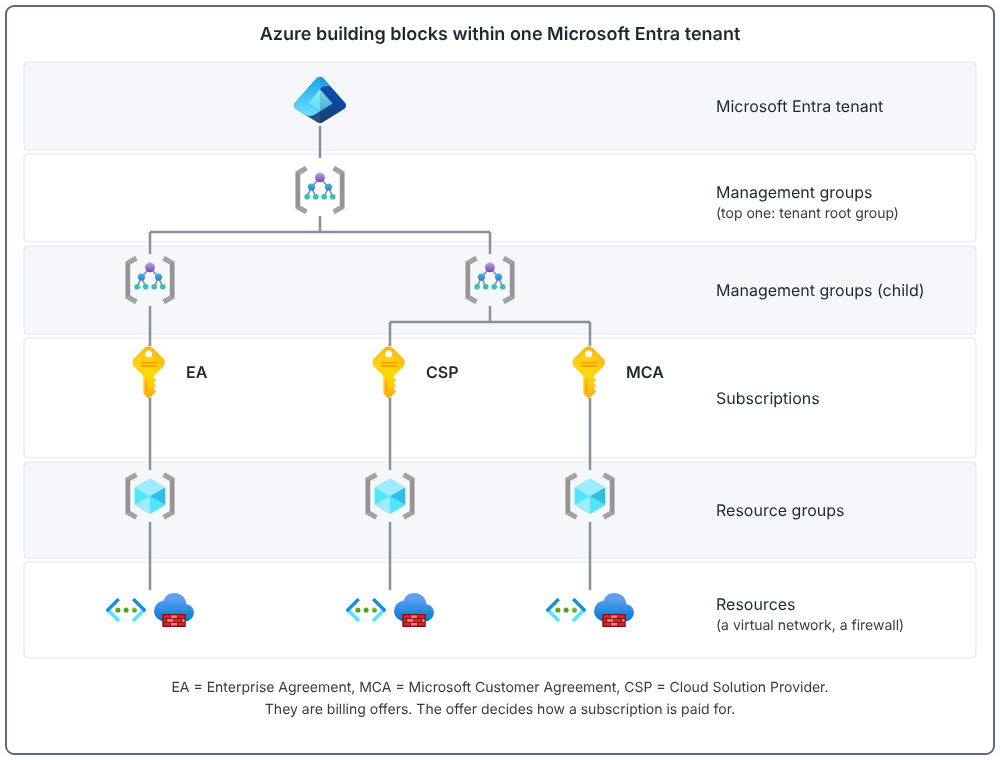 Azure building blocks within one Microsoft Entra tenant
Microsoft Entra tenant
Management groups
(top one: tenant root group)
Management groups (child)
EA
CSP
MCA
Subscriptions
Resource groups
Resources
(a virtual network, a firewall)
EA = Enterprise Agreement, MCA = Microsoft Customer Agreement, CSP = Cloud Solution Provider.
They are billing offers. The offer decides how a subscription is paid for.